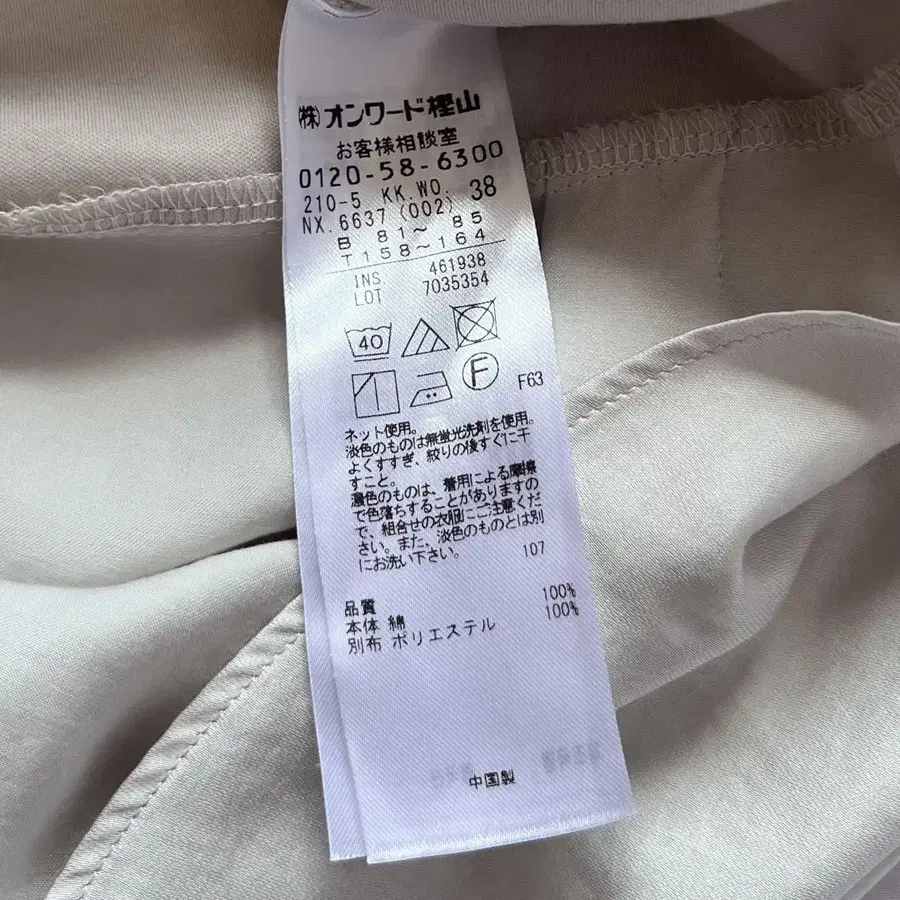 ㈱オンワード樫山
お客様相談室
0120-58-6300
210-5 KK.WO. 38
NX.6637 (002)
B 81～ 85
T158～164
INS 461938
LOT 7035354
40
F
F63
ネット使用。
淡色のものは無蛍光洗剤を使用。
よくすすぎ、絞りの後すぐに干
すこと。
濃色のものは、着用による摩擦
で色落ちすることがありますの
で、組合せの衣服にご注意くだ
さい。また、淡色のものとは別
にお洗い下さい。 107
品質
本体 綿 100%
別布 ポリエステル 100%
中国製